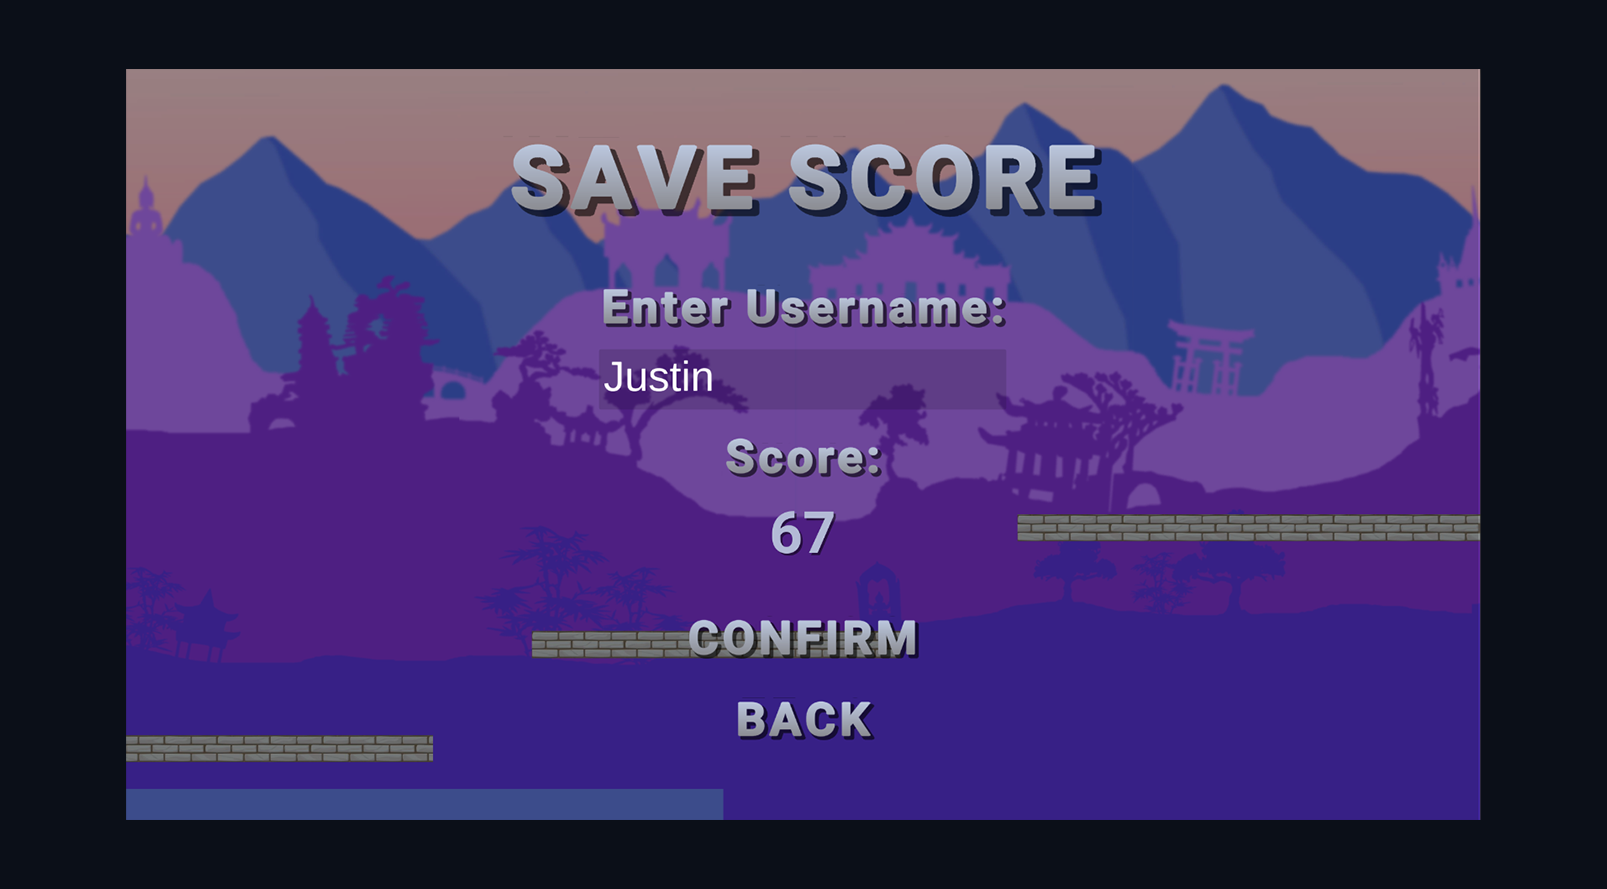 SAVE SCORE
Enter Username:
Justin
Score:
67
CONFIRM
BACK